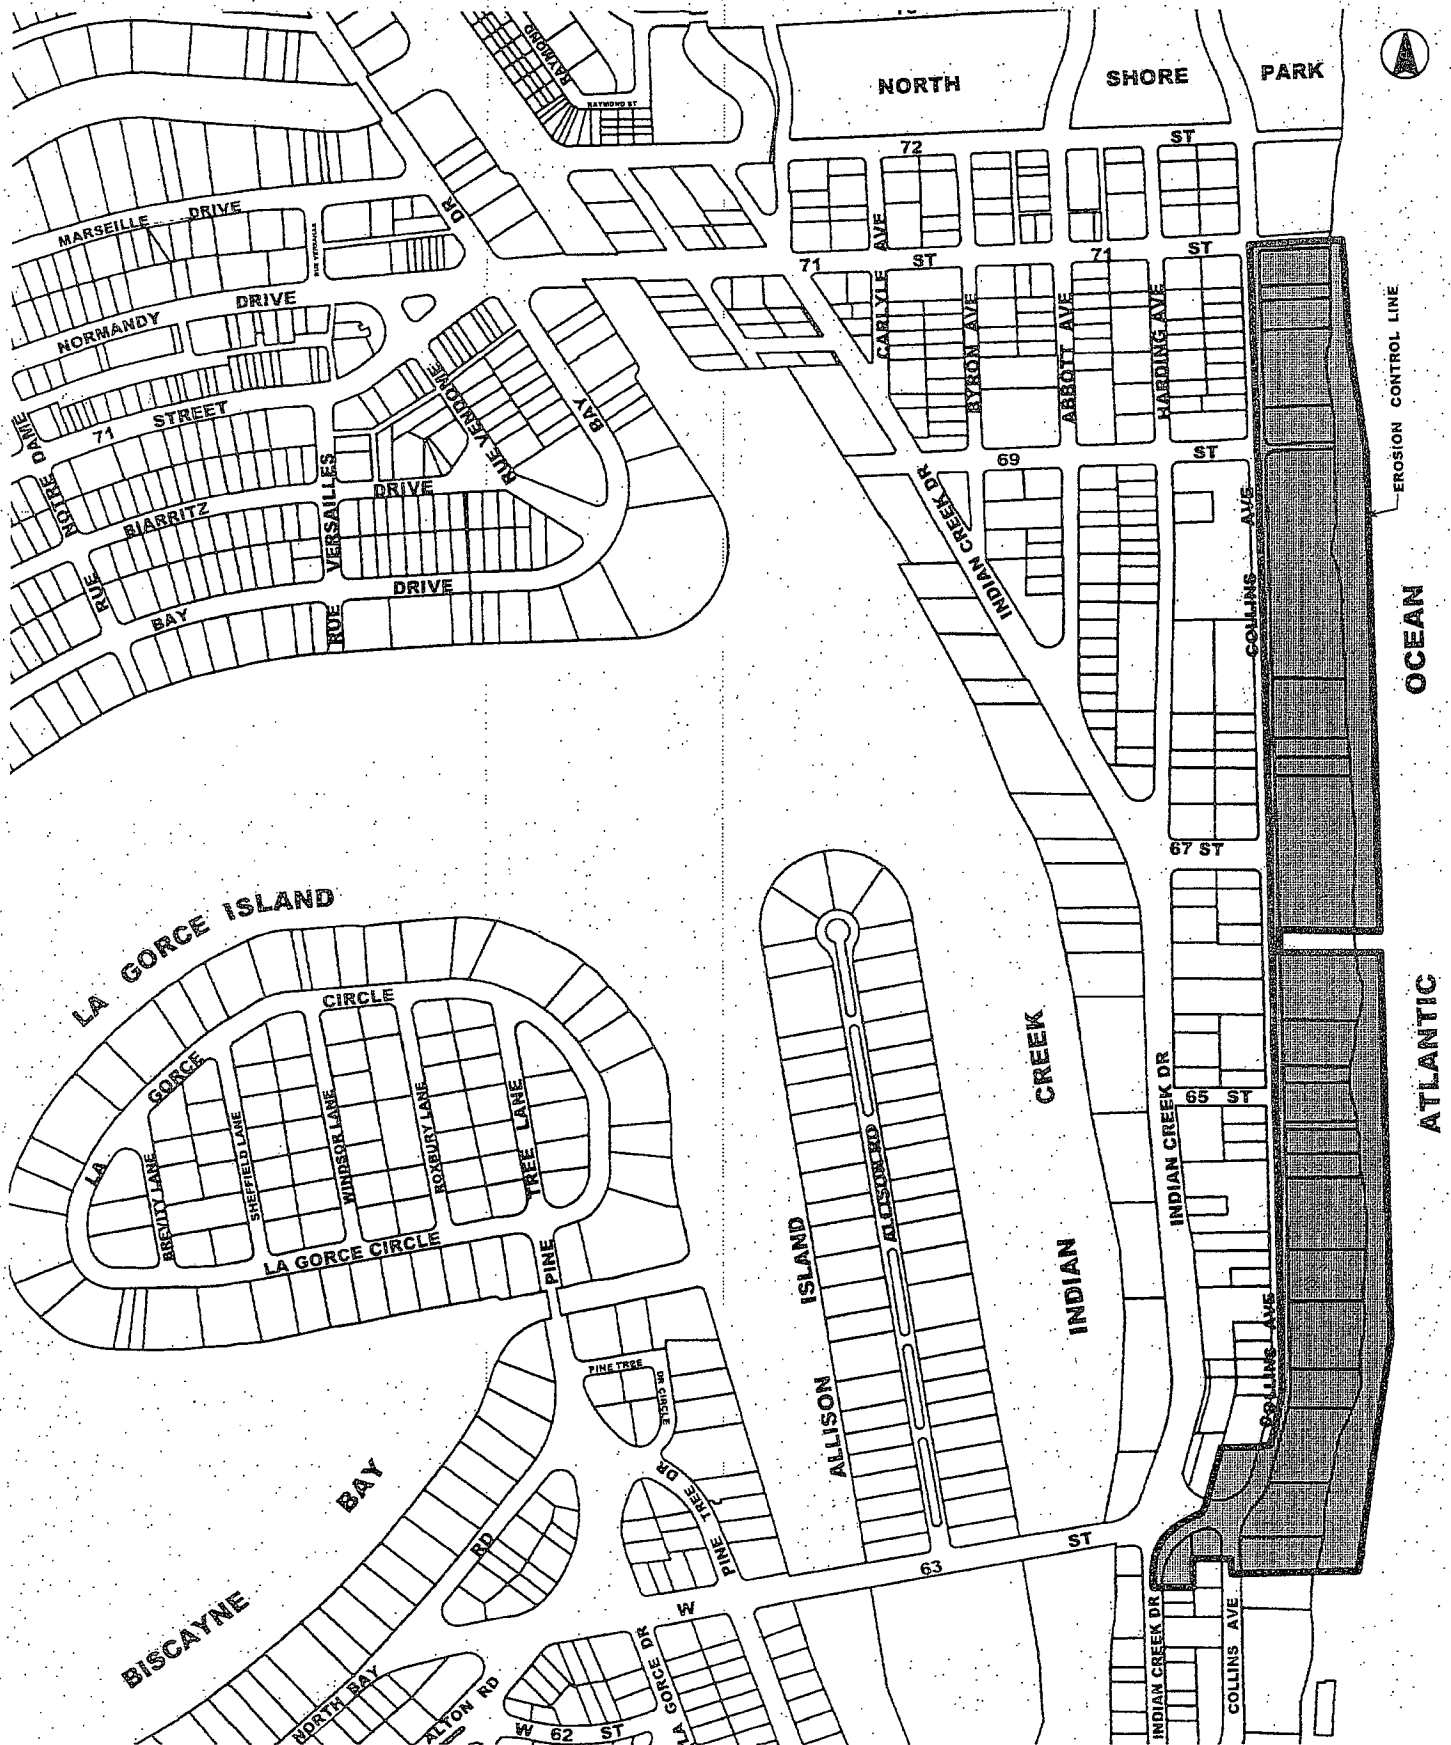 RAYMOND
RAYMOND ST
NORTH SHORE PARK
72 ST
MARSEILLE DRIVE
DR
RUE VERSAILLES
AVE
71 ST 71 ST
NORMANDY DRIVE
CARLYLE
BYRON AVE
ABBOTT AVE
HARDING AVE
EROSION CONTROL LINE
71 STREET
RUE NOTRE DAME
BIARRITZ DRIVE
RUE VERSAILLES
RUE VENDOME
BAY DRIVE
BAY
69 ST
INDIAN CREEK DR
COLLINS AVE
ATLANTIC OCEAN
67 ST
LA GORCE ISLAND
LA GORCE CIRCLE
BREVITY LANE
SHEFFIELD LANE
WINDSOR LANE
ROXBURY LANE
PINE TREE LANE
LA GORCE CIRCLE
ALLISON RD
ALLISON ISLAND
INDIAN CREEK
INDIAN CREEK DR
65 ST
COLLINS AVE
PINE TREE
DR CIRCLE
PINE TREE DR
BISCAYNE BAY
RD
W 63 ST
NORTH BAY
ALTON RD
W 62 ST
LA GORCE DR
INDIAN CREEK DR
COLLINS AVE